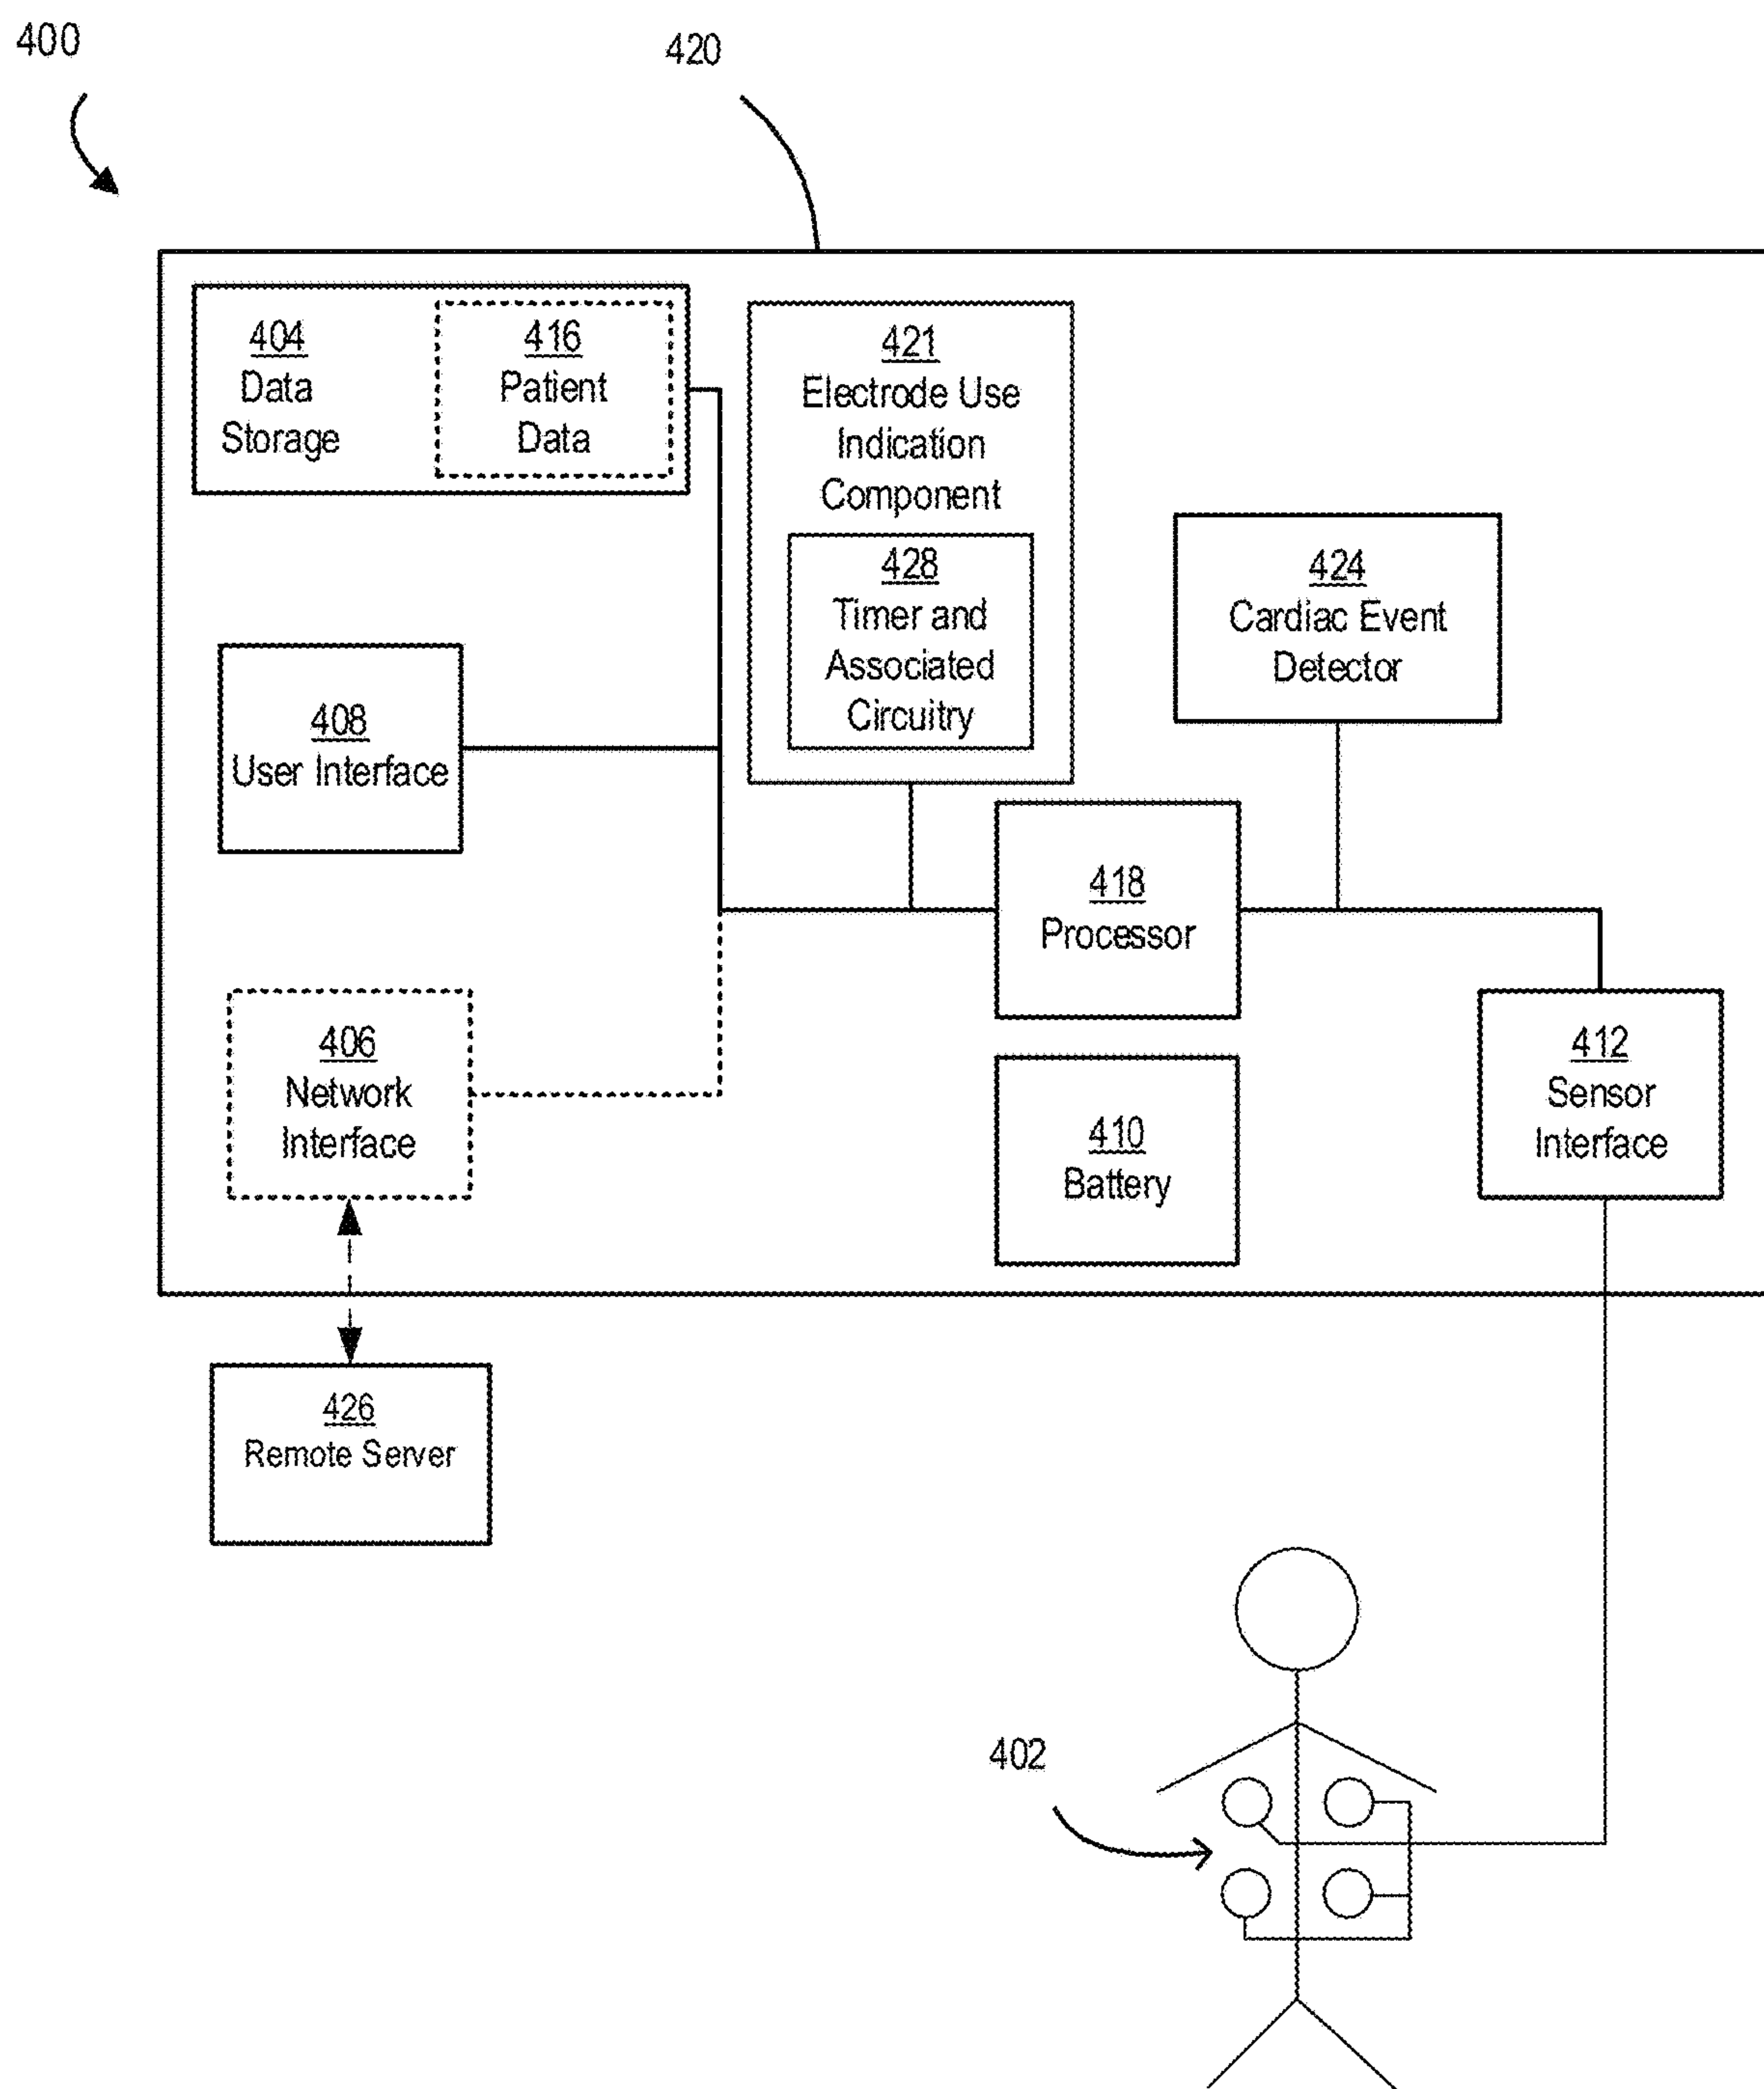 400
420
404
Data
Storage
416
Patient
Data
421
Electrode Use
Indication
Component
428
Timer and
Associated
Circuitry
424
Cardiac Event
Detector
408
User Interface
418
Processor
406
Network
Interface
410
Battery
412
Sensor
Interface
426
Remote Server
402